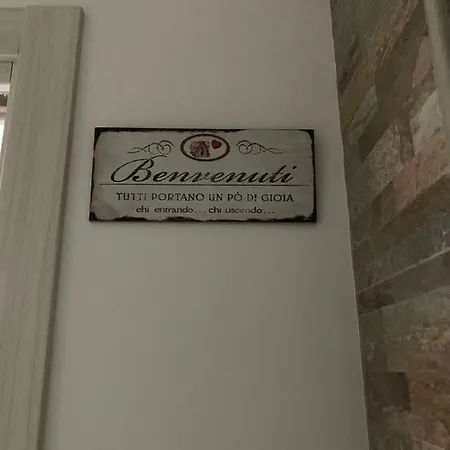 Benvenuti
TUTTI PORTANO UN PÒ DI GIOIA
chi entrando... chi uscendo...